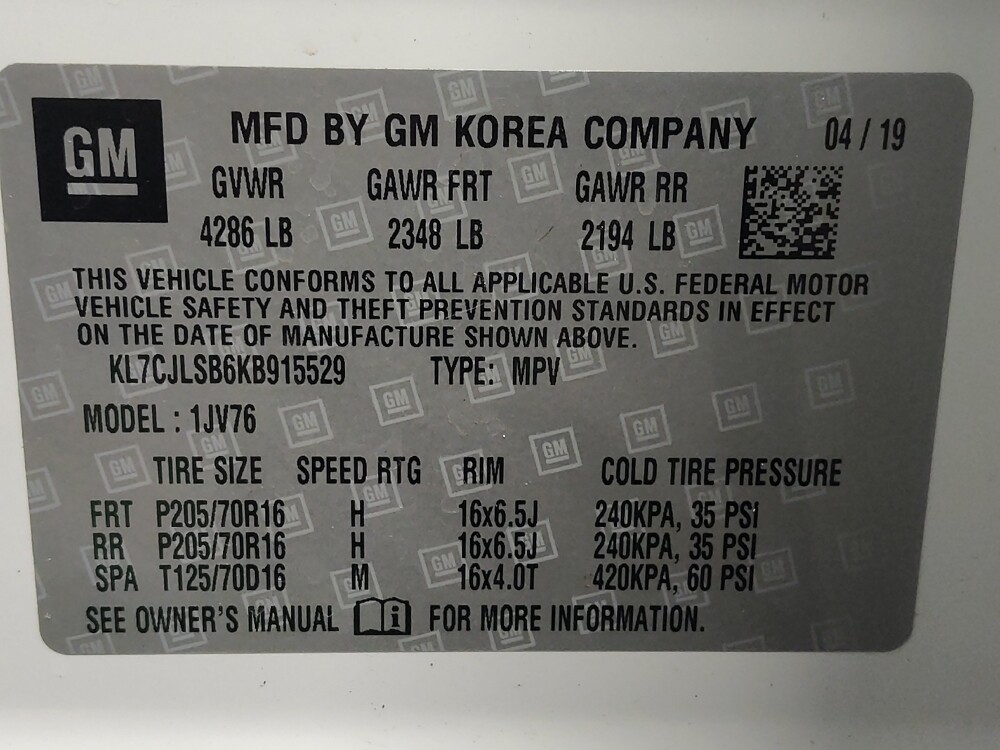 GM
MFD BY GM KOREA COMPANY 04 / 19
GVWR GAWR FRT GAWR RR
4286 LB 2348 LB 2194 LB
THIS VEHICLE CONFORMS TO ALL APPLICABLE U.S. FEDERAL MOTOR
VEHICLE SAFETY AND THEFT PREVENTION STANDARDS IN EFFECT
ON THE DATE OF MANUFACTURE SHOWN ABOVE.
KL7CJLSB6KB915529 TYPE: MPV
MODEL : 1JV76
TIRE SIZE SPEED RTG RIM COLD TIRE PRESSURE
FRT P205/70R16 H 16x6.5J 240KPA, 35 PSI
RR P205/70R16 H 16x6.5J 240KPA, 35 PSI
SPA T125/70D16 M 16x4.0T 420KPA, 60 PSI
SEE OWNER'S MANUAL i FOR MORE INFORMATION.